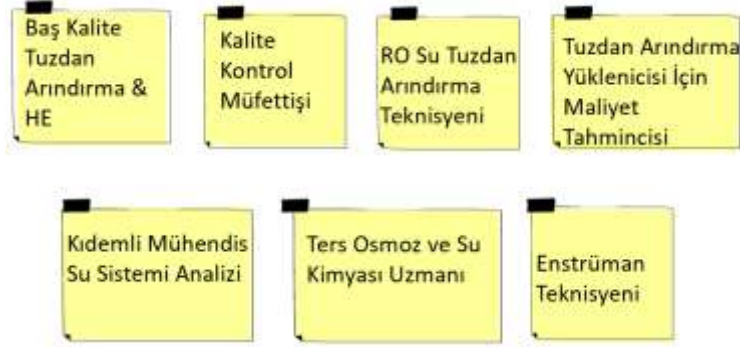 Baş Kalite
Tuzdan
Arındırma &
HE
Kalite
Kontrol
Müfettişi
RO Su Tuzdan
Arındırma
Teknisyeni
Tuzdan Arındırma
Yüklenicisi İçin
Maliyet
Tahmincisi
Kıdemli Mühendis
Su Sistemi Analizi
Ters Osmoz ve Su
Kimyası Uzmanı
Enstrüman
Teknisyeni